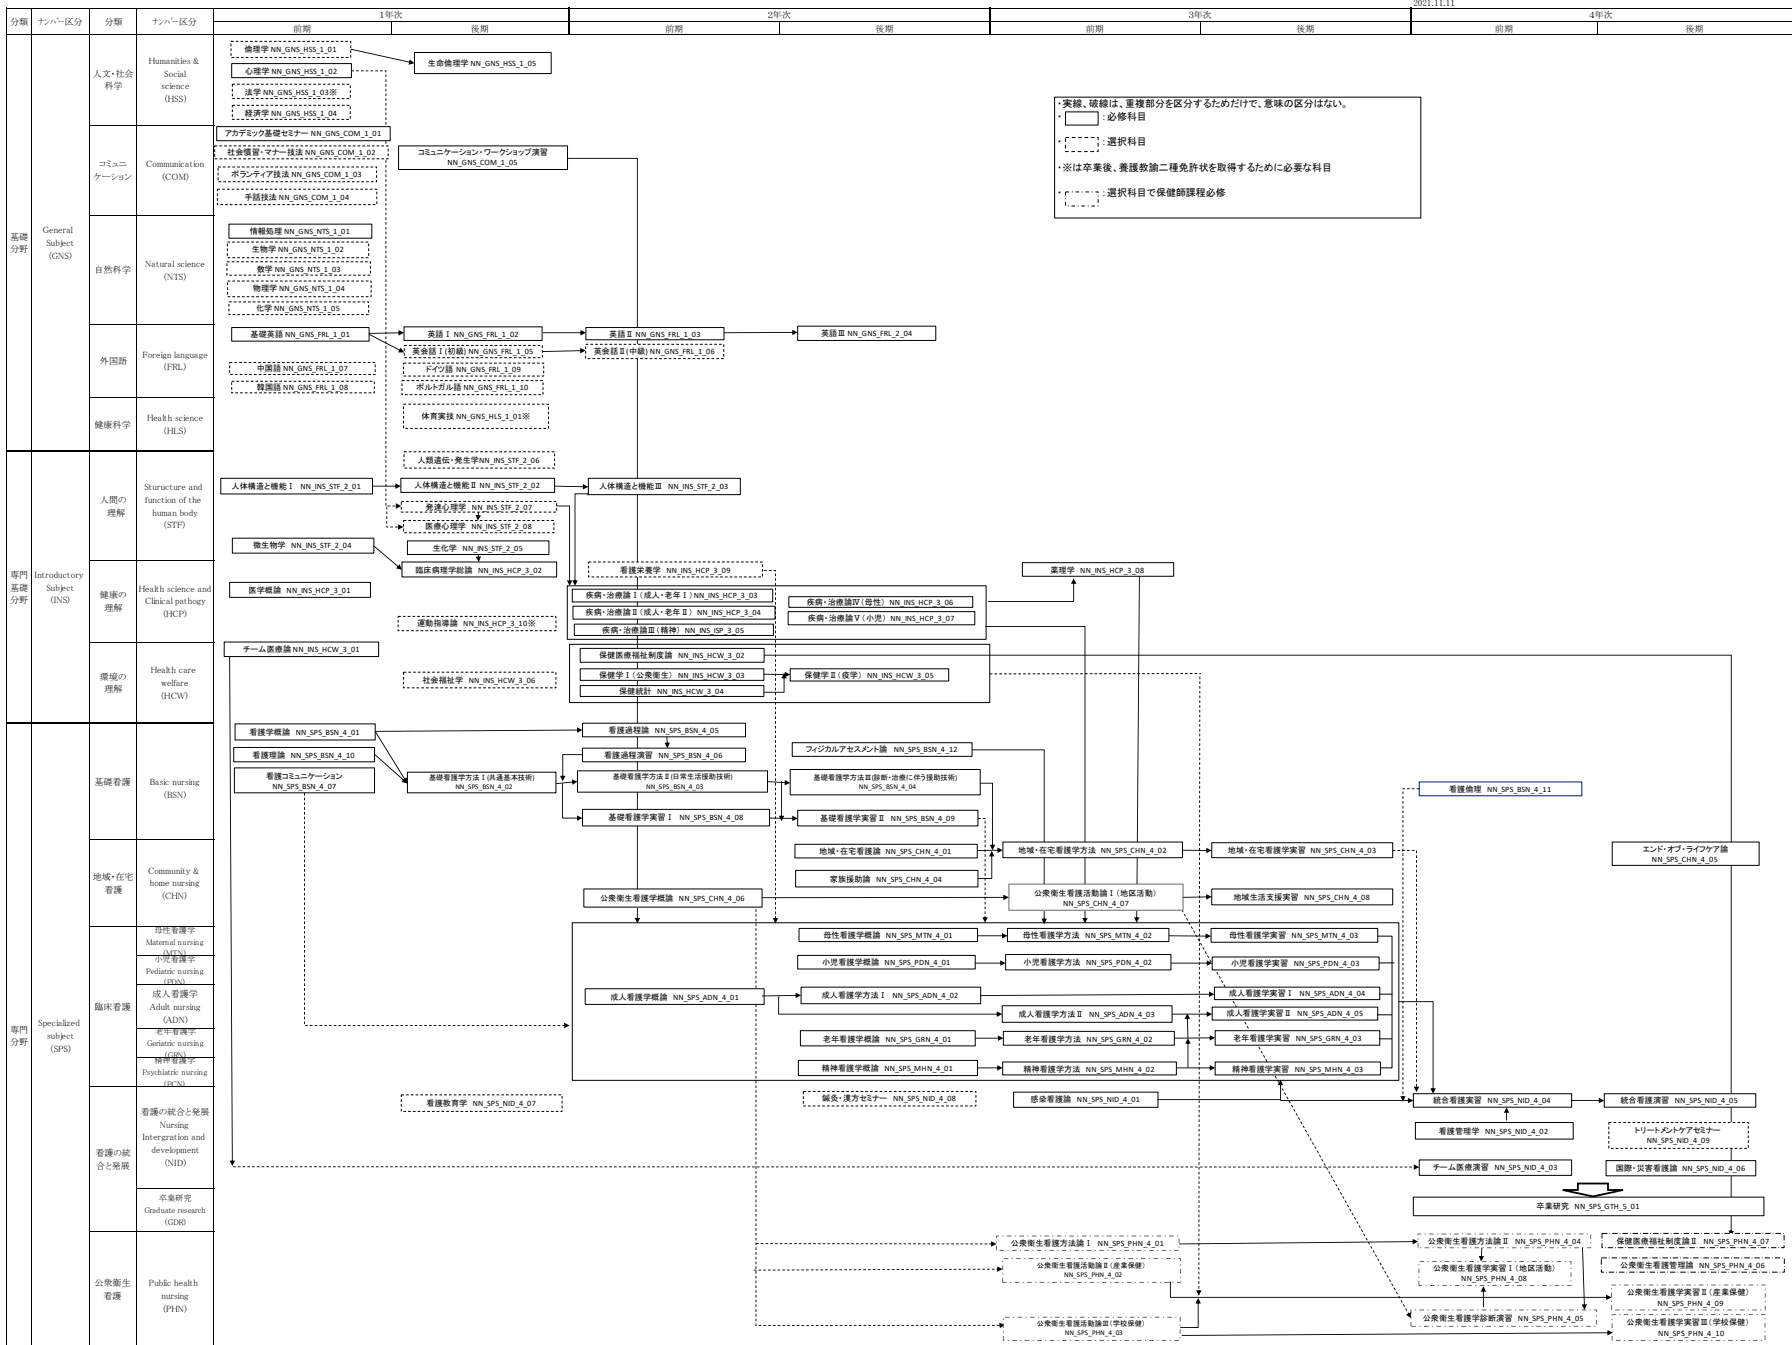 2021.11.11
分類 ナンバー区分 分類 ナンバー区分 1年次 2年次 3年次 4年次
前期 後期 前期 後期 前期 後期 前期 後期
基礎
分野
General
Subject
(GNS)
人文・社会
科学
Humanities &
Social
science
(HSS)
倫理学 NN_GNS_HSS_1_01
心理学 NN_GNS_HSS_1_02
法学 NN_GNS_HSS_1_03※
経済学 NN_GNS_HSS_1_04
生命倫理学 NN_GNS_HSS_1_05
・実線、破線は、重複部分を区分するためだけで、意味の区分はない。
・ :必修科目
・ :選択科目
・※は卒業後、養護教諭二種免許状を取得するために必要な科目
・ :選択科目で保健師課程必修
コミュニ
ケーション
Communication
(COM)
アカデミック基礎セミナー NN_GNS_COM_1_01
社会慣習・マナー技法 NN_GNS_COM_1_02
ボランティア技法 NN_GNS_COM_1_03
手話技法 NN_GNS_COM_1_04
コミュニケーション・ワークショップ演習
NN_GNS_COM_1_05
自然科学
Natural science
(NTS)
情報処理 NN_GNS_NTS_1_01
生物学 NN_GNS_NTS_1_02
数学 NN_GNS_NTS_1_03
物理学 NN_GNS_NTS_1_04
化学 NN_GNS_NTS_1_05
外国語
Foreign language
(FRL)
基礎英語 NN_GNS_FRL_1_01
英語Ⅰ NN_GNS_FRL_1_02
英語Ⅱ NN_GNS_FRL_1_03
英語Ⅲ NN_GNS_FRL_2_04
英会話Ⅰ(初級) NN_GNS_FRL_1_05
英会話Ⅱ(中級) NN_GNS_FRL_1_06
中国語 NN_GNS_FRL_1_07
ドイツ語 NN_GNS_FRL_1_09
韓国語 NN_GNS_FRL_1_08
ポルトガル語 NN_GNS_FRL_1_10
健康科学
Health science
(HLS)
体育実技 NN_GNS_HLS_1_01※
専門
基礎
分野
Introductory
Subject
(INS)
人間の
理解
Sturucture and
function of the
human body
(STF)
人類遺伝・発生学NN_INS_STF_2_06
人体構造と機能Ⅰ NN_INS_STF_2_01
人体構造と機能Ⅱ NN_INS_STF_2_02
人体構造と機能Ⅲ NN_INS_STF_2_03
発達心理学 NN_INS_STF_2_07
医療心理学 NN_INS_STF_2_08
微生物学 NN_INS_STF_2_04
生化学 NN_INS_STF_2_05
健康の
理解
Health science and
Clinical pathogy
(HCP)
臨床病理学総論 NN_INS_HCP_3_02
看護栄養学 NN_INS_HCP_3_09
薬理学 NN_INS_HCP_3_08
医学概論 NN_INS_HCP_3_01
疾病・治療論Ⅰ(成人・老年Ⅰ)NN_INS_HCP_3_03
疾病・治療論Ⅱ(成人・老年Ⅱ) NN_INS_HCP_3_04
疾病・治療論Ⅲ(精神) NN_INS_ISP_3_05
疾病・治療論Ⅳ(母性) NN_INS_HCP_3_06
疾病・治療論Ⅴ(小児) NN_INS_HCP_3_07
運動指導論 NN_INS_HCP_3_10※
環境の
理解
Health care
welfare
(HCW)
チーム医療論 NN_INS_HCW_3_01
社会福祉学 NN_INS_HCW_3_06
保健医療福祉制度論 NN_INS_HCW_3_02
保健学Ⅰ(公衆衛生) NN_INS_HCW_3_03
保健統計 NN_INS_HCW_3_04
保健学Ⅱ(疫学) NN_INS_HCW_3_05
専門
分野
Specialized
subject
(SPS)
基礎看護
Basic nursing
(BSN)
看護学概論 NN_SPS_BSN_4_01
看護理論 NN_SPS_BSN_4_10
看護コミュニケーション
NN_SPS_BSN_4_07
基礎看護学方法Ⅰ(共通基本技術)
NN_SPS_BSN_4_02
看護過程論 NN_SPS_BSN_4_05
看護過程演習 NN_SPS_BSN_4_06
基礎看護学方法Ⅱ(日常生活援助技術)
NN_SPS_BSN_4_03
基礎看護学実習Ⅰ NN_SPS_BSN_4_08
フィジカルアセスメント論 NN_SPS_BSN_4_12
基礎看護学方法Ⅲ(診断・治療に伴う援助技術)
NN_SPS_BSN_4_04
基礎看護学実習Ⅱ NN_SPS_BSN_4_09
看護倫理 NN_SPS_BSN_4_11
地域・在宅
看護
Community &
home nursing
(CHN)
地域・在宅看護論 NN_SPS_CHN_4_01
地域・在宅看護学方法 NN_SPS_CHN_4_02
地域・在宅看護学実習 NN_SPS_CHN_4_03
エンド・オブ・ライフケア論
NN_SPS_CHN_4_05
家族援助論 NN_SPS_CHN_4_04
公衆衛生看護学概論 NN_SPS_CHN_4_06
公衆衛生看護活動論Ⅰ(地区活動)
NN_SPS_CHN_4_07
地域生活支援実習 NN_SPS_CHN_4_08
臨床看護
母性看護学
Maternal nursing
(MTN)
母性看護学概論 NN_SPS_MTN_4_01
母性看護学方法 NN_SPS_MTN_4_02
母性看護学実習 NN_SPS_MTN_4_03
小児看護学
Pediatric nursing
(PDN)
小児看護学概論 NN_SPS_PDN_4_01
小児看護学方法 NN_SPS_PDN_4_02
小児看護学実習 NN_SPS_PDN_4_03
成人看護学
Adult nursing
(ADN)
成人看護学概論 NN_SPS_ADN_4_01
成人看護学方法Ⅰ NN_SPS_ADN_4_02
成人看護学実習Ⅰ NN_SPS_ADN_4_04
成人看護学方法Ⅱ NN_SPS_ADN_4_03
成人看護学実習Ⅱ NN_SPS_ADN_4_05
老年看護学
Geriatric nursing
(GRN)
老年看護学概論 NN_SPS_GRN_4_01
老年看護学方法 NN_SPS_GRN_4_02
老年看護学実習 NN_SPS_GRN_4_03
精神看護学
Psychiatric nursing
(PCN)
精神看護学概論 NN_SPS_MHN_4_01
精神看護学方法 NN_SPS_MHN_4_02
精神看護学実習 NN_SPS_MHN_4_03
看護の統
合と発展
看護の統合と発展
Nursing
Intergration and
development
(NID)
看護教育学 NN_SPS_NID_4_07
鍼灸・漢方セミナー NN_SPS_NID_4_08
感染看護論 NN_SPS_NID_4_01
統合看護実習 NN_SPS_NID_4_04
統合看護演習 NN_SPS_NID_4_05
看護管理学 NN_SPS_NID_4_02
トリートメントケアセミナー
NN_SPS_NID_4_09
チーム医療演習 NN_SPS_NID_4_03
国際・災害看護論 NN_SPS_NID_4_06
卒業研究
Graduate research
(GDR)
卒業研究 NN_SPS_GTH_5_01
公衆衛生
看護
Public health
nursing
(PHN)
公衆衛生看護方法論Ⅰ NN_SPS_PHN_4_01
公衆衛生看護方法論Ⅱ NN_SPS_PHN_4_04
保健医療福祉制度論Ⅱ NN_SPS_PHN_4_07
公衆衛生看護活動論Ⅱ(産業保健)
NN_SPS_PHN_4_02
公衆衛生看護学実習Ⅰ(地区活動)
NN_SPS_PHN_4_08
公衆衛生看護管理論 NN_SPS_PHN_4_06
公衆衛生看護学実習Ⅱ(産業保健)
NN_SPS_PHN_4_09
公衆衛生看護活動論Ⅲ(学校保健)
NN_SPS_PHN_4_03
公衆衛生看護学診断演習 NN_SPS_PHN_4_05
公衆衛生看護学実習Ⅲ(学校保健)
NN_SPS_PHN_4_10